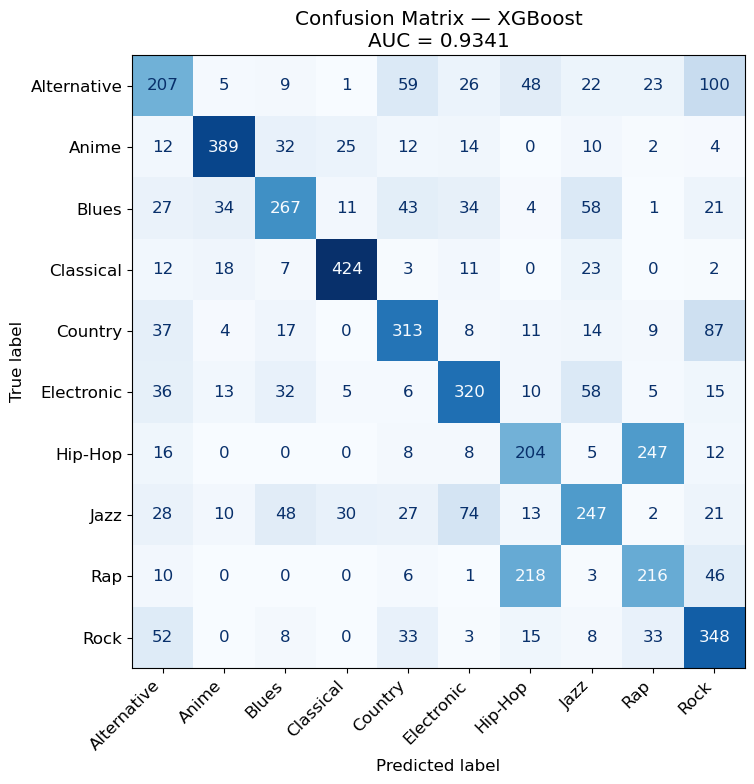 Confusion Matrix — XGBoost
AUC = 0.9341
Alternative 207 5 9 1 59 26 48 22 23 100
Anime 12 389 32 25 12 14 0 10 2 4
Blues 27 34 267 11 43 34 4 58 1 21
Classical 12 18 7 424 3 11 0 23 0 2
Country 37 4 17 0 313 8 11 14 9 87
Electronic 36 13 32 5 6 320 10 58 5 15
Hip-Hop 16 0 0 0 8 8 204 5 247 12
Jazz 28 10 48 30 27 74 13 247 2 21
Rap 10 0 0 0 6 1 218 3 216 46
Rock 52 0 8 0 33 3 15 8 33 348
True label
Alternative Anime Blues Classical Country Electronic Hip-Hop Jazz Rap Rock
Predicted label